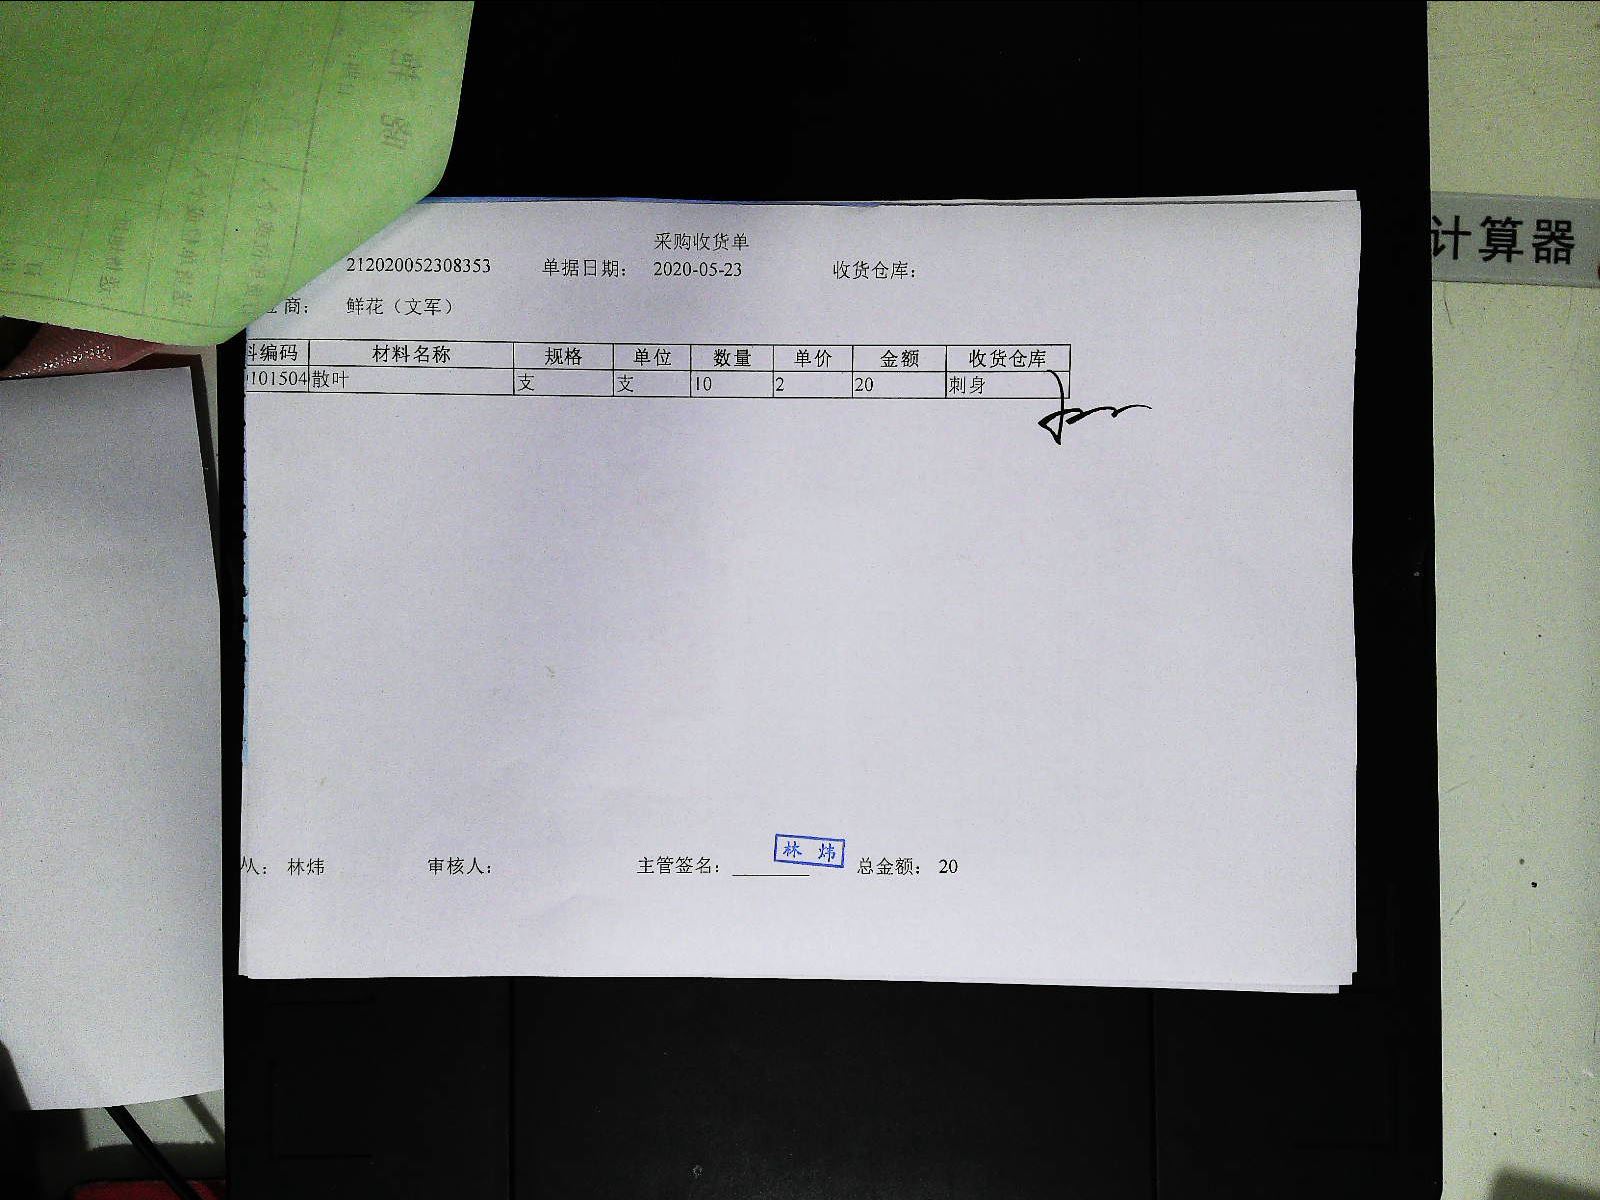 采购收货单
212020052308353 单据日期： 2020-05-23 收货仓库：
商： 鲜花（文军）
编码 材料名称 规格 单位 数量 单价 金额 收货仓库
101504 散叶 支 支 10 2 20 刺身
人： 林炜 审核人： 主管签名： 林 炜 总金额： 20
计算器